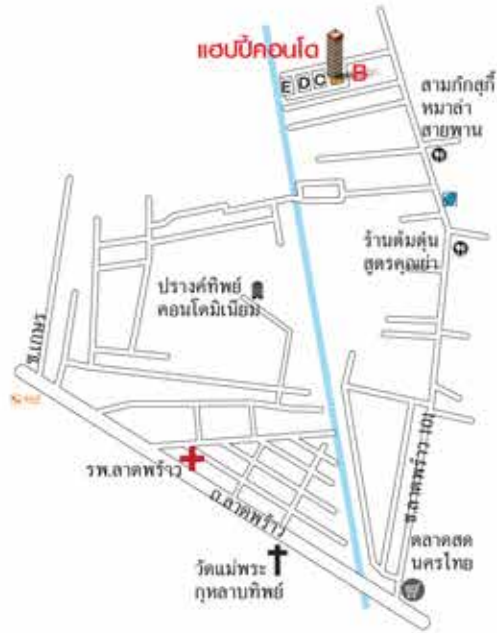 แฮปปี้คอนโด
E D C B
สามภักสุกี้
หมาล่า
สายพาน
ร้านต้มตุ๋น
สูตรคุณย่า
ปรางค์ทิพย์
คอนโดมิเนียม
ซ.เกษร
รพ.ลาดพร้าว
ถ.ลาดพร้าว
ซ.ลาดพร้าว 101
ตลาดสด
นครไทย
วัดแม่พระ
กุหลาบทิพย์